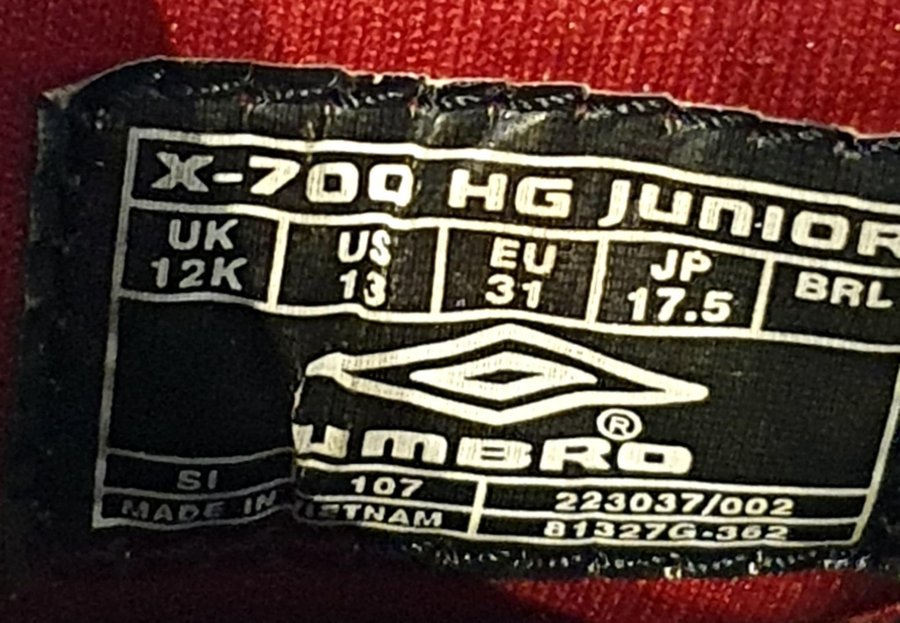 X-700 HG JUNIOR
UK US EU JP BRL
12K 13 31 17.5
UMBRO®
SI 107 223037/002
MADE IN VIETNAM 81327G-362